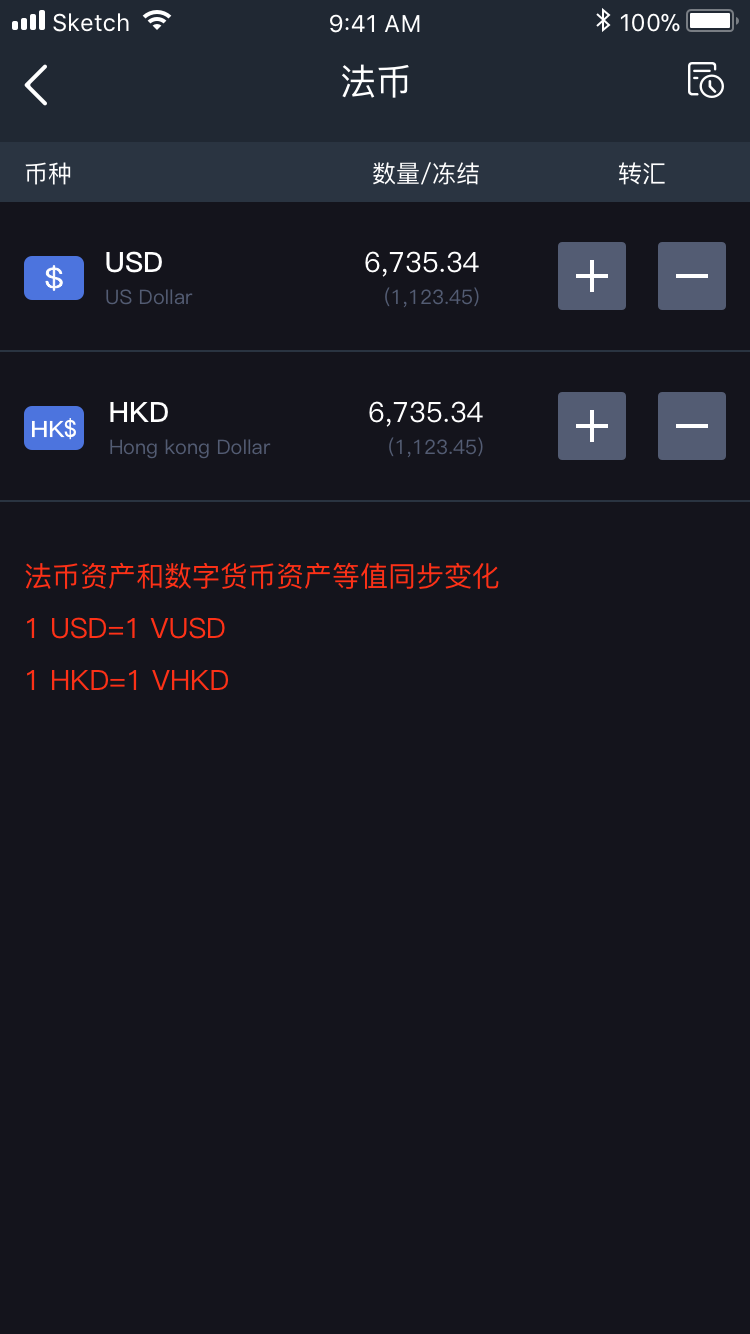 Sketch 9:41 AM 100%
法币
币种 数量/冻结 转汇
$ USD 6,735.34
US Dollar (1,123.45)
HK$ HKD 6,735.34
Hong kong Dollar (1,123.45)
法币资产和数字货币资产等值同步变化
1 USD=1 VUSD
1 HKD=1 VHKD